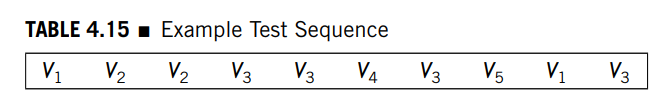 TABLE 4.15 ■ Example Test Sequence
V₁ V₂ V₂ V₃ V₃ V₄ V₃ V₅ V₁ V₃